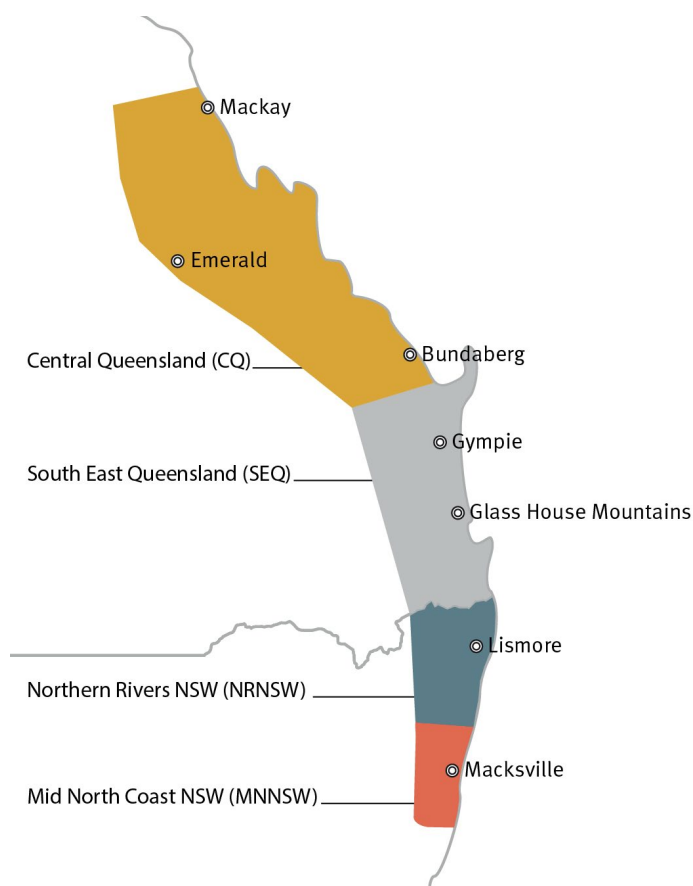 Mackay
Emerald
Bundaberg
Central Queensland (CQ)
Gympie
South East Queensland (SEQ)
Glass House Mountains
Lismore
Northern Rivers NSW (NRNSW)
Macksville
Mid North Coast NSW (MNNSW)